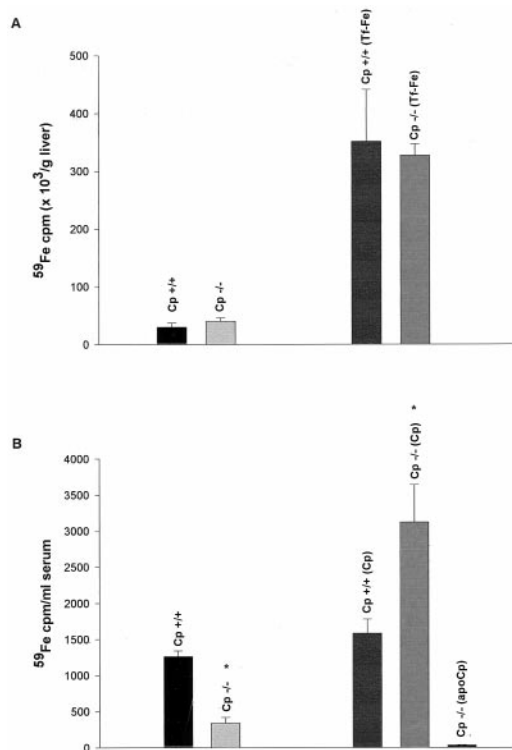 A
Cp +/+ (Tf-Fe)
Cp -/- (Tf-Fe)
500
400
300
200
100
0
59Fe cpm (x 10³/g liver)
Cp +/+
Cp -/-
B
*
Cp -/- (Cp)
4000
3500
3000
2500
2000
1500
1000
500
0
59Fe cpm/ml serum
Cp +/+
*
Cp -/-
Cp +/+ (Cp)
Cp -/- (apoCp)